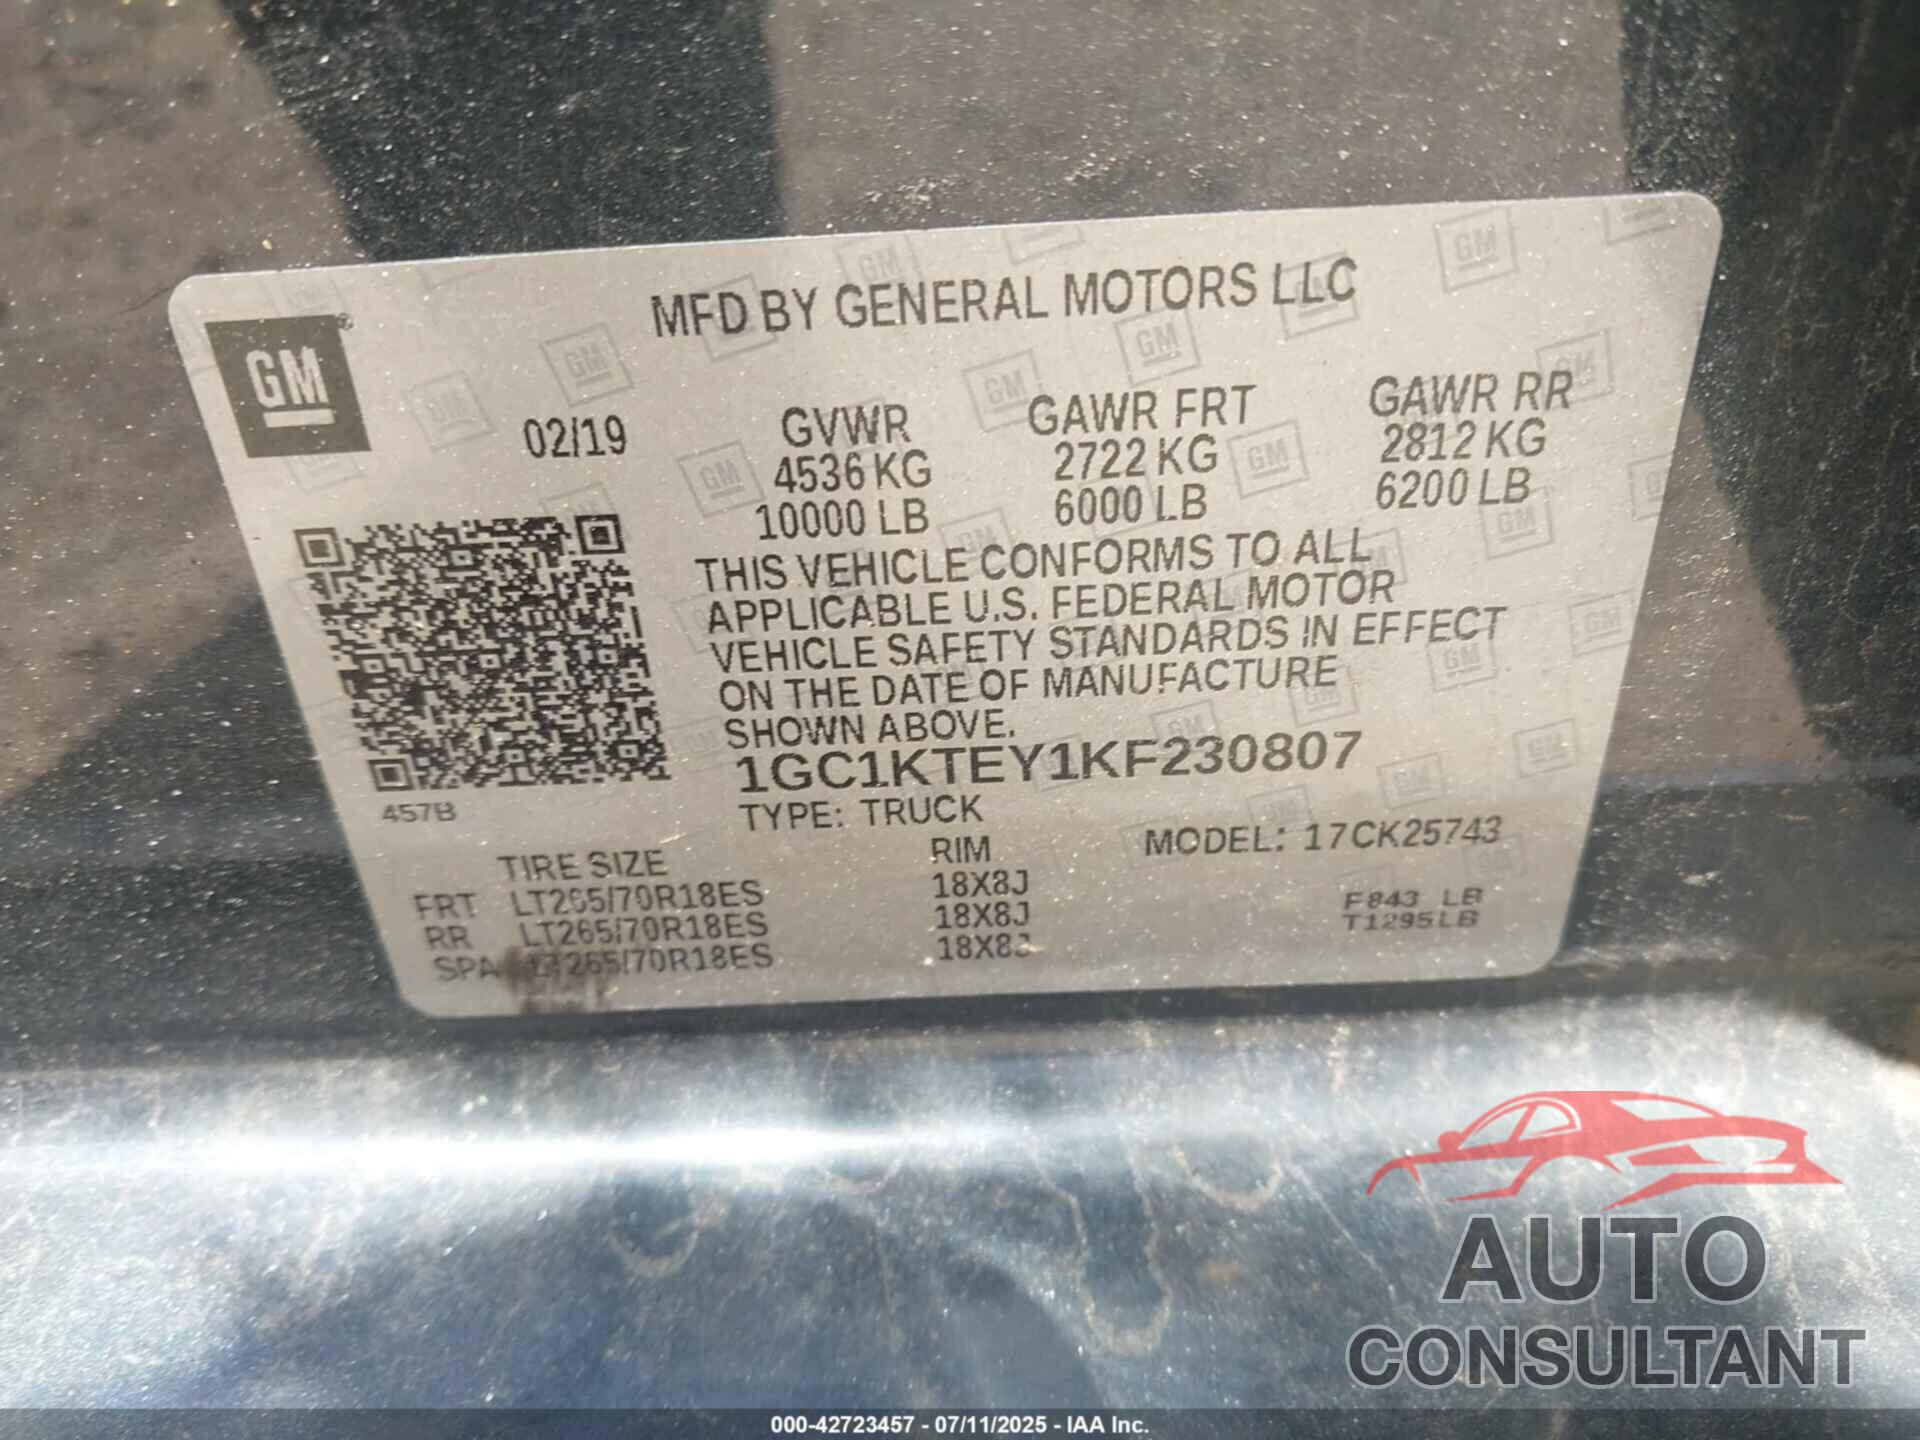 MFD BY GENERAL MOTORS LLC
GM
02/19
GVWR
4536 KG
10000 LB
GAWR FRT
2722 KG
6000 LB
GAWR RR
2812 KG
6200 LB
THIS VEHICLE CONFORMS TO ALL
APPLICABLE U.S. FEDERAL MOTOR
VEHICLE SAFETY STANDARDS IN EFFECT
ON THE DATE OF MANUFACTURE
SHOWN ABOVE.
1GC1KTEY1KF230807
457B
TYPE: TRUCK
MODEL: 17CK25743
TIRE SIZE RIM
FRT LT265/70R18ES 18X8J
RR LT265/70R18ES 18X8J
SPA LT265/70R18ES 18X8J
F843 LB
T1295LB
AUTO
CONSULTANT
000-42723457 - 07/11/2025 - IAA Inc.